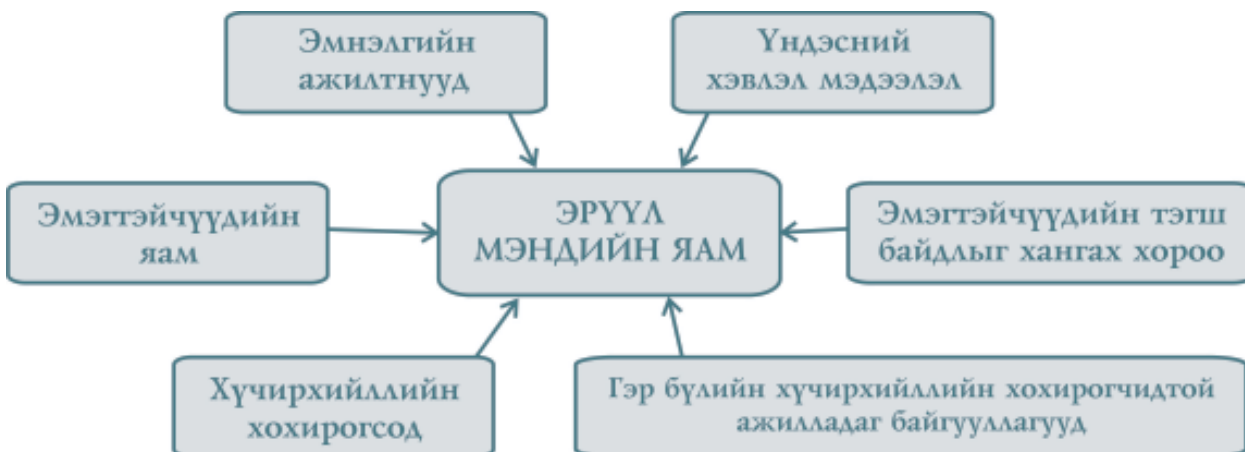 Эмнэлгийн
ажилтнууд
Үндэсний
хэвлэл мэдээлэл
Эмэгтэйчүүдийн
яам
ЭРҮҮЛ
МЭНДИЙН ЯАМ
Эмэгтэйчүүдийн тэгш
байдлыг хангах хороо
Хүчирхийллийн
хохирогсод
Гэр бүлийн хүчирхийллийн хохирогчидтой
ажилладаг байгууллагууд